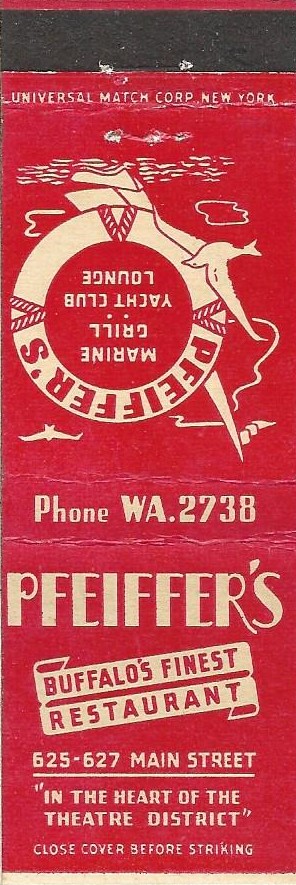 UNIVERSAL MATCH CORP. NEW YORK
PFEIFFER'S
MARINE
GRILL
••
YACHT CLUB
LOUNGE
Phone WA.2738
PFEIFFER'S
BUFFALO'S FINEST
RESTAURANT
625-627 MAIN STREET
"IN THE HEART OF THE
THEATRE DISTRICT"
CLOSE COVER BEFORE STRIKING